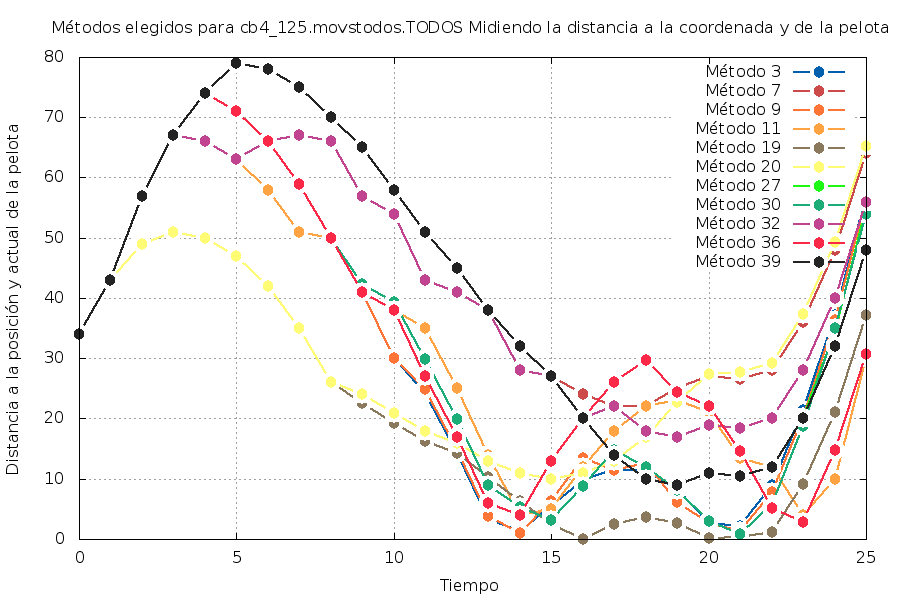 Métodos elegidos para cb4_125.movstodos.TODOS Midiendo la distancia a la coordenada y de la pelota
80
70
60
50
40
30
20
10
0
Distancia a la posición y actual de la pelota
Método 3
Método 7
Método 9
Método 11
Método 19
Método 20
Método 27
Método 30
Método 32
Método 36
Método 39
0 5 10 15 20 25
Tiempo